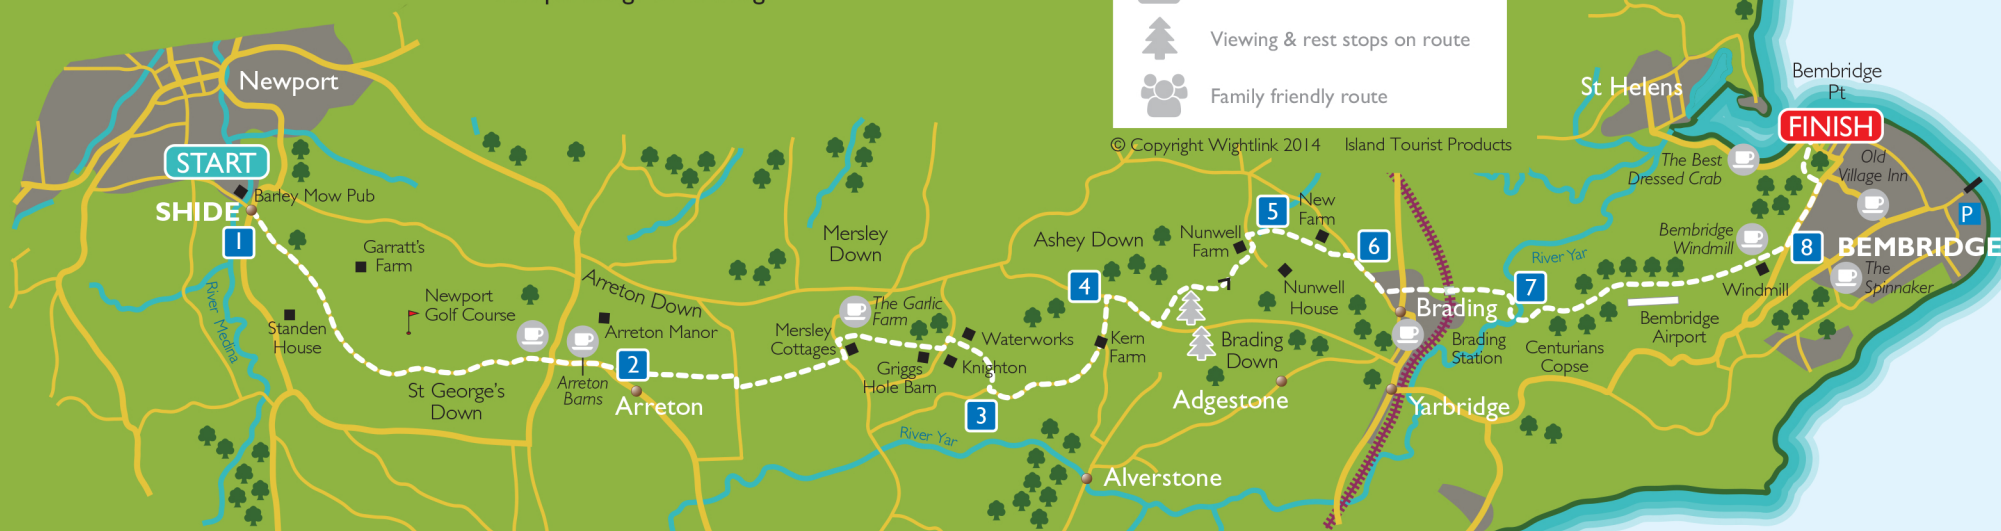 Viewing & rest stops on route
Family friendly route
© Copyright Wightlink 2014
Island Tourist Products
Newport
START
Barley Mow Pub
SHIDE
1
Garratt's
Farm
River Medina
Standen
House
Newport
Golf Course
St George's
Down
Arreton Down
Arreton Manor
Arreton
Barns
2
Arreton
Mersley
Down
The Garlic
Farm
Mersley
Cottages
Griggs
Hole Barn
Waterworks
Knighton
3
River Yar
Alverstone
Ashey Down
4
Kern
Farm
Nunwell
Farm
5
New
Farm
Nunwell
House
6
Brading
Down
Adgestone
Brading
Brading
Station
Yarbridge
7
River Yar
Centurians
Copse
Bembridge
Airport
Windmill
Bembridge
Windmill
8
BEMBRIDGE
The
Spinnaker
P
Old
Village Inn
The Best
Dressed Crab
St Helens
Bembridge
Pt
FINISH